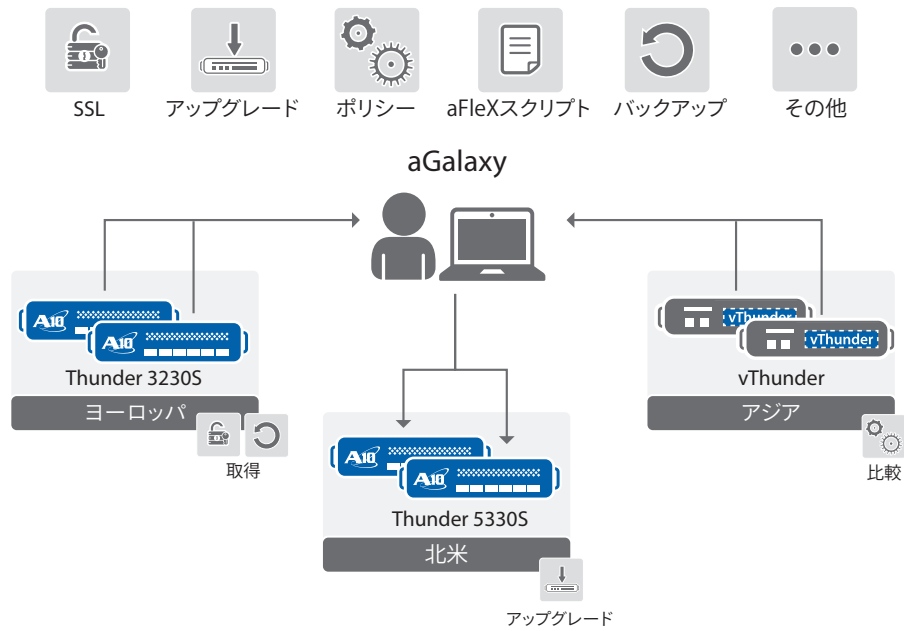 SSL
アップグレード
ポリシー
aFleXスクリプト
バックアップ
その他
aGalaxy
A10
A10
Thunder 3230S
ヨーロッパ
取得
vThunder
vThunder
vThunder
アジア
比較
A10
A10
Thunder 5330S
北米
アップグレード